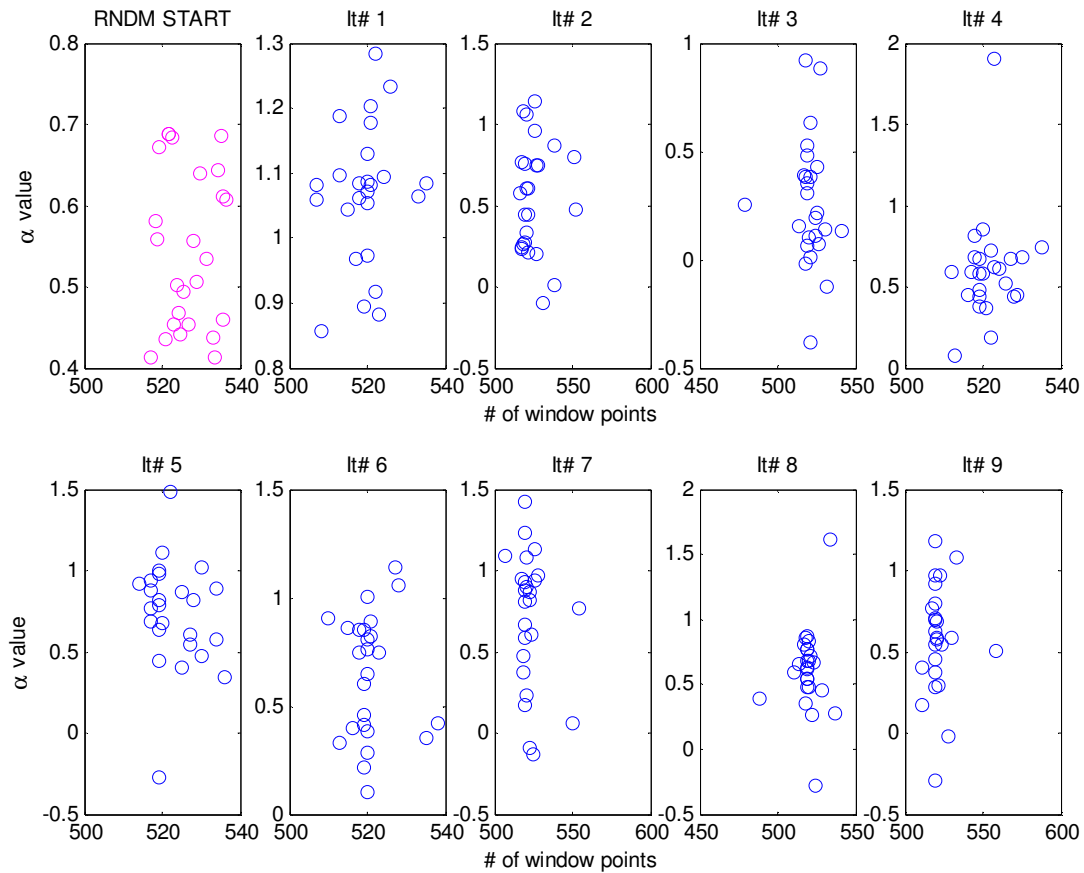 RNDM START It# 1 It# 2 It# 3 It# 4
0.8 1.3 1.5 1 2
0.7 1.2 1 1.5
α value 0.6 1.1 0.5 0.5 1
1 0
0.5 0.9 0 0.5
0.4 0.8 -0.5 -0.5 0
500 520 540 500 520 540 500 550 600 450 500 550 500 520 540
# of window points
It# 5 It# 6 It# 7 It# 8 It# 9
1.5 1.5 1.5 2 1.5
1 1 1 1.5 1
α value 0.5 0.5 1 0.5
0.5 0.5
0 0 0 0
-0.5 0 -0.5 -0.5 -0.5
500 520 540 500 520 540 500 550 600 450 500 550 500 550 600
# of window points